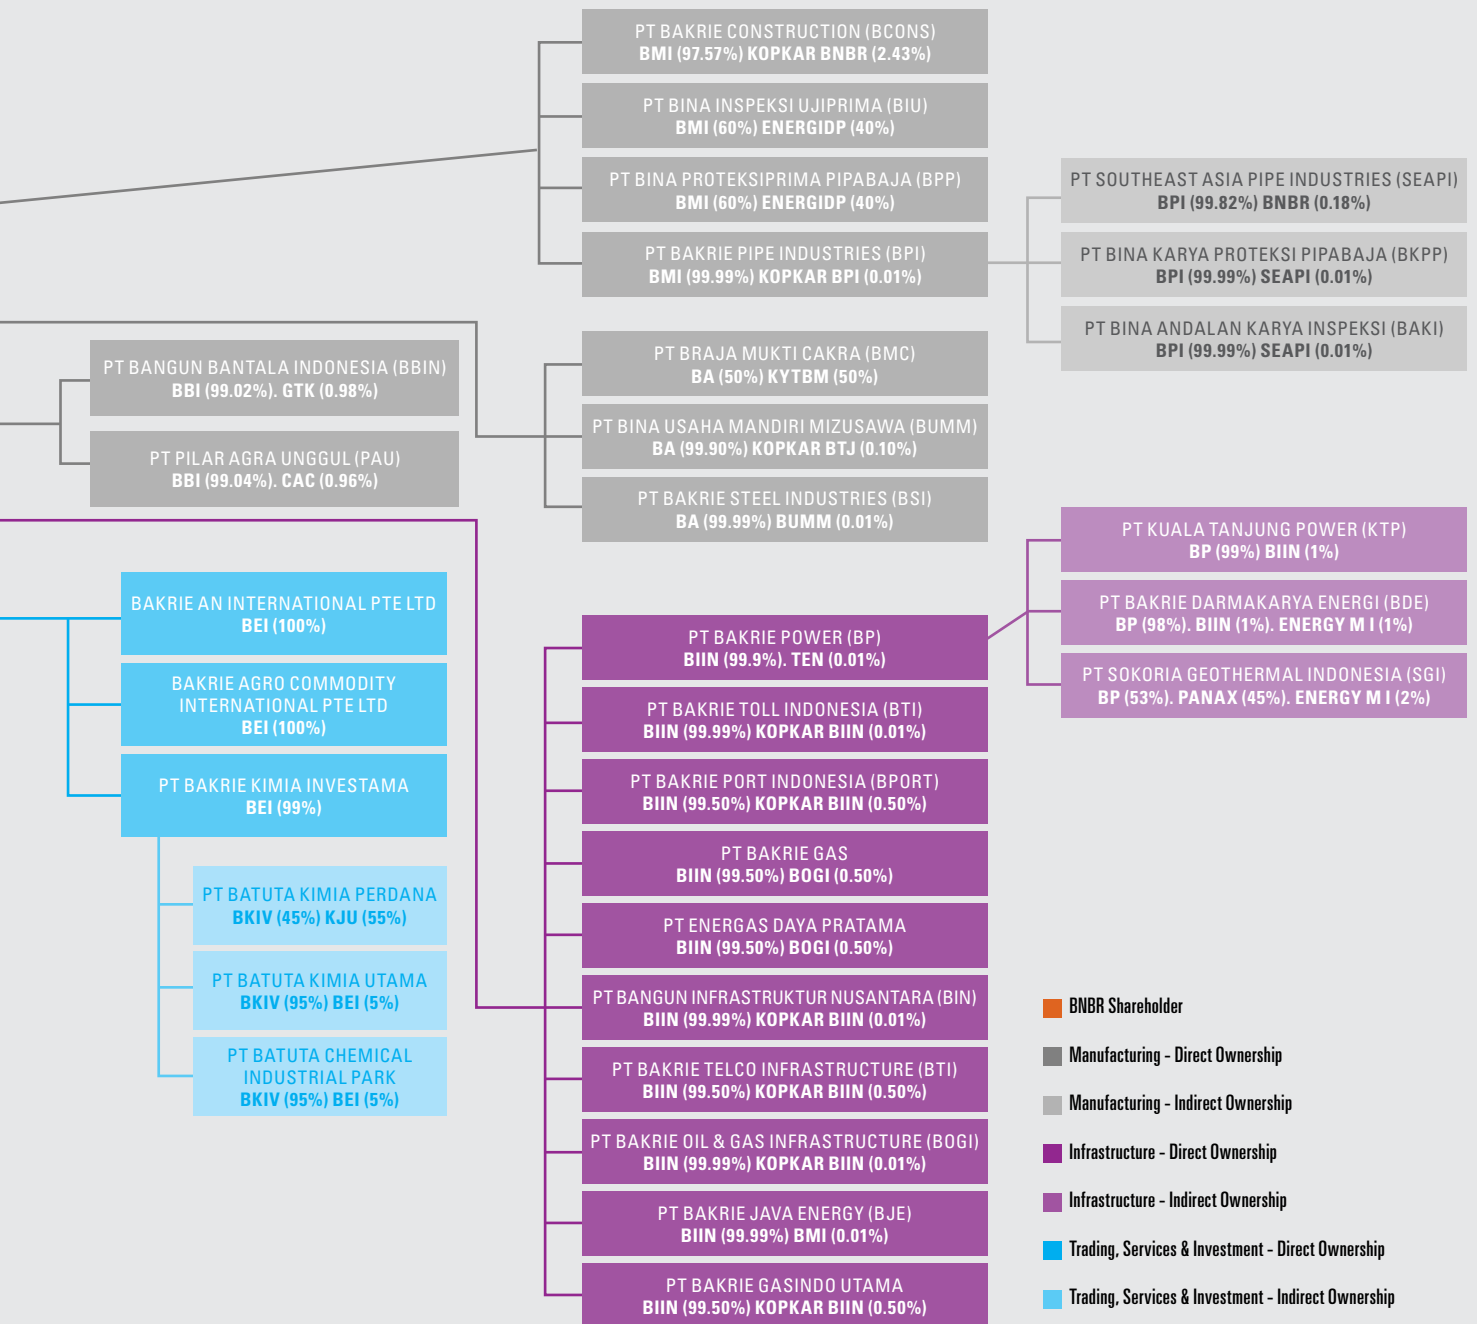 PT BAKRIE CONSTRUCTION (BCONS)
BMI (97.57%) KOPKAR BNBR (2.43%)
PT BINA INSPEKSI UJIPRIMA (BIU)
BMI (60%) ENERGIDP (40%)
PT BINA PROTEKSIPRIMA PIPABAJA (BPP)
BMI (60%) ENERGIDP (40%)
PT BAKRIE PIPE INDUSTRIES (BPI)
BMI (99.99%) KOPKAR BPI (0.01%)
PT SOUTHEAST ASIA PIPE INDUSTRIES (SEAPI)
BPI (99.82%) BNBR (0.18%)
PT BINA KARYA PROTEKSI PIPABAJA (BKPP)
BPI (99.99%) SEAPI (0.01%)
PT BINA ANDALAN KARYA INSPEKSI (BAKI)
BPI (99.99%) SEAPI (0.01%)
PT BANGUN BANTALA INDONESIA (BBIN)
BBI (99.02%). GTK (0.98%)
PT PILAR AGRA UNGGUL (PAU)
BBI (99.04%). CAC (0.96%)
PT BRAJA MUKTI CAKRA (BMC)
BA (50%) KYTBM (50%)
PT BINA USAHA MANDIRI MIZUSAWA (BUMM)
BA (99.90%) KOPKAR BTJ (0.10%)
PT BAKRIE STEEL INDUSTRIES (BSI)
BA (99.99%) BUMM (0.01%)
BAKRIE AN INTERNATIONAL PTE LTD
BEI (100%)
BAKRIE AGRO COMMODITY
INTERNATIONAL PTE LTD
BEI (100%)
PT BAKRIE KIMIA INVESTAMA
BEI (99%)
PT BATUTA KIMIA PERDANA
BKIV (45%) KJU (55%)
PT BATUTA KIMIA UTAMA
BKIV (95%) BEI (5%)
PT BATUTA CHEMICAL
INDUSTRIAL PARK
BKIV (95%) BEI (5%)
PT BAKRIE POWER (BP)
BIIN (99.9%). TEN (0.01%)
PT BAKRIE TOLL INDONESIA (BTI)
BIIN (99.99%) KOPKAR BIIN (0.01%)
PT BAKRIE PORT INDONESIA (BPORT)
BIIN (99.50%) KOPKAR BIIN (0.50%)
PT BAKRIE GAS
BIIN (99.50%) BOGI (0.50%)
PT ENERGAS DAYA PRATAMA
BIIN (99.50%) BOGI (0.50%)
PT BANGUN INFRASTRUKTUR NUSANTARA (BIN)
BIIN (99.99%) KOPKAR BIIN (0.01%)
PT BAKRIE TELCO INFRASTRUCTURE (BTI)
BIIN (99.50%) KOPKAR BIIN (0.50%)
PT BAKRIE OIL & GAS INFRASTRUCTURE (BOGI)
BIIN (99.99%) KOPKAR BIIN (0.01%)
PT BAKRIE JAVA ENERGY (BJE)
BIIN (99.99%) BMI (0.01%)
PT BAKRIE GASINDO UTAMA
BIIN (99.50%) KOPKAR BIIN (0.50%)
PT KUALA TANJUNG POWER (KTP)
BP (99%) BIIN (1%)
PT BAKRIE DARMAKARYA ENERGI (BDE)
BP (98%). BIIN (1%). ENERGY M I (1%)
PT SOKORIA GEOTHERMAL INDONESIA (SGI)
BP (53%). PANAX (45%). ENERGY M I (2%)
BNBR Shareholder
Manufacturing - Direct Ownership
Manufacturing - Indirect Ownership
Infrastructure - Direct Ownership
Infrastructure - Indirect Ownership
Trading, Services & Investment - Direct Ownership
Trading, Services & Investment - Indirect Ownership